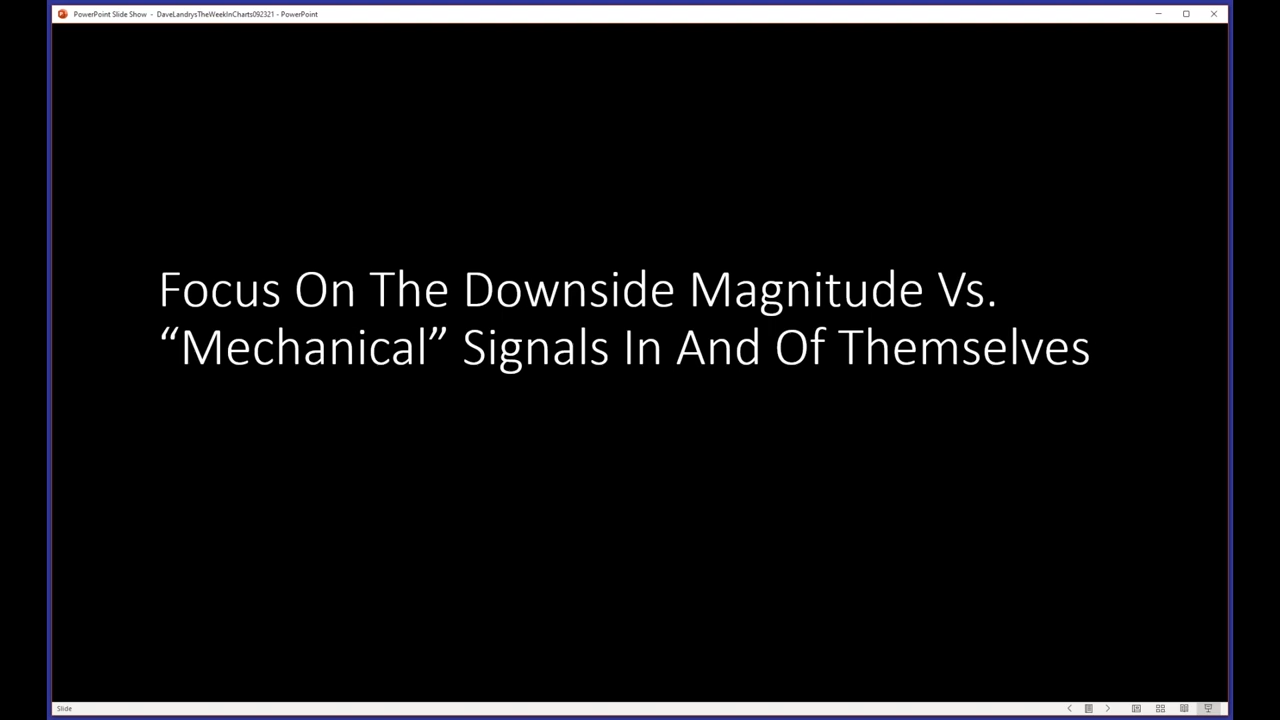 PowerPoint Slide Show - DaveLandrysTheWeekInCharts092321 - PowerPoint
Focus On The Downside Magnitude Vs.
“Mechanical” Signals In And Of Themselves
Slide